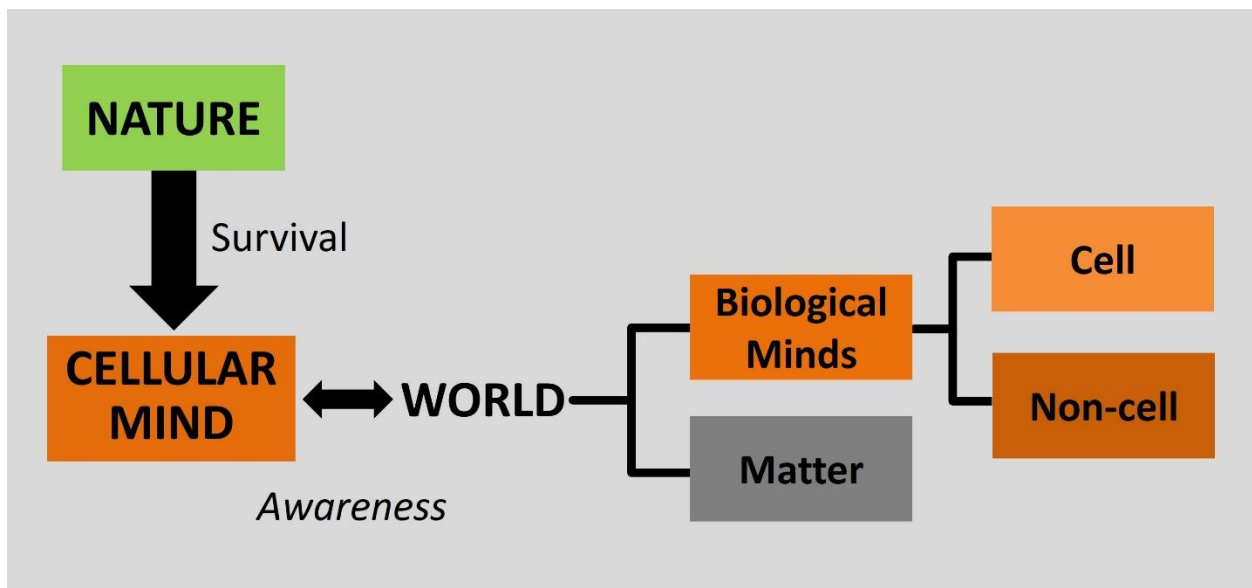 NATURE
Survival
CELLULAR
MIND
WORLD
Awareness
Biological
Minds
Matter
Cell
Non-cell